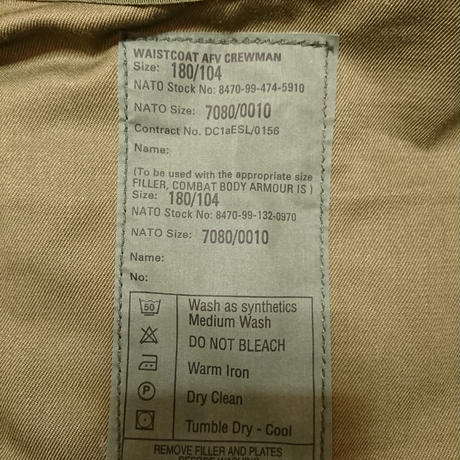 WAISTCOAT AFV CREWMAN
Size: 180/104
NATO Stock No: 8470-99-474-5910
NATO Size: 7080/0010
Contract No. DC1aESL/0156
Name:
(To be used with the appropriate size
FILLER, COMBAT BODY ARMOUR IS )
Size: 180/104
NATO Stock No: 8470-99-132-0970
NATO Size: 7080/0010
Name:
No:
50 Wash as synthetics
Medium Wash
DO NOT BLEACH
Warm Iron
P Dry Clean
Tumble Dry - Cool
REMOVE FILLER AND PLATES
BEFORE WASHING